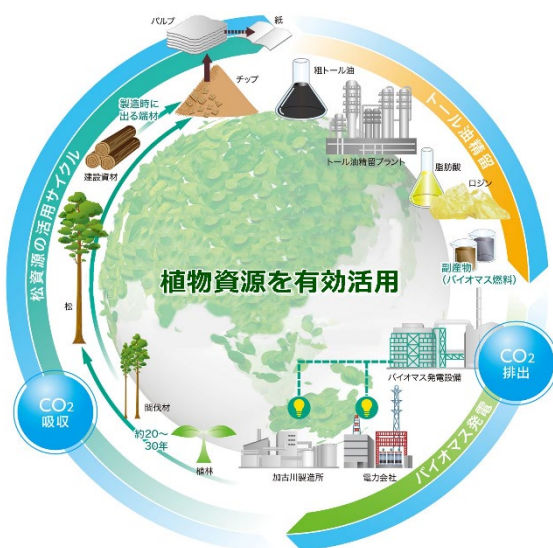 パルプ
紙
チップ
製造時に
出る端材
建設資材
松
間伐材
約20～
30年
植林
松資源の活用サイクル
粗トール油
トール油精留プラント
トール油精留
脂肪酸
ロジン
副産物
（バイオマス燃料）
植物資源を有効活用
バイオマス発電設備
CO2
排出
バイオマス発電
電力会社
加古川製造所
CO2
吸収